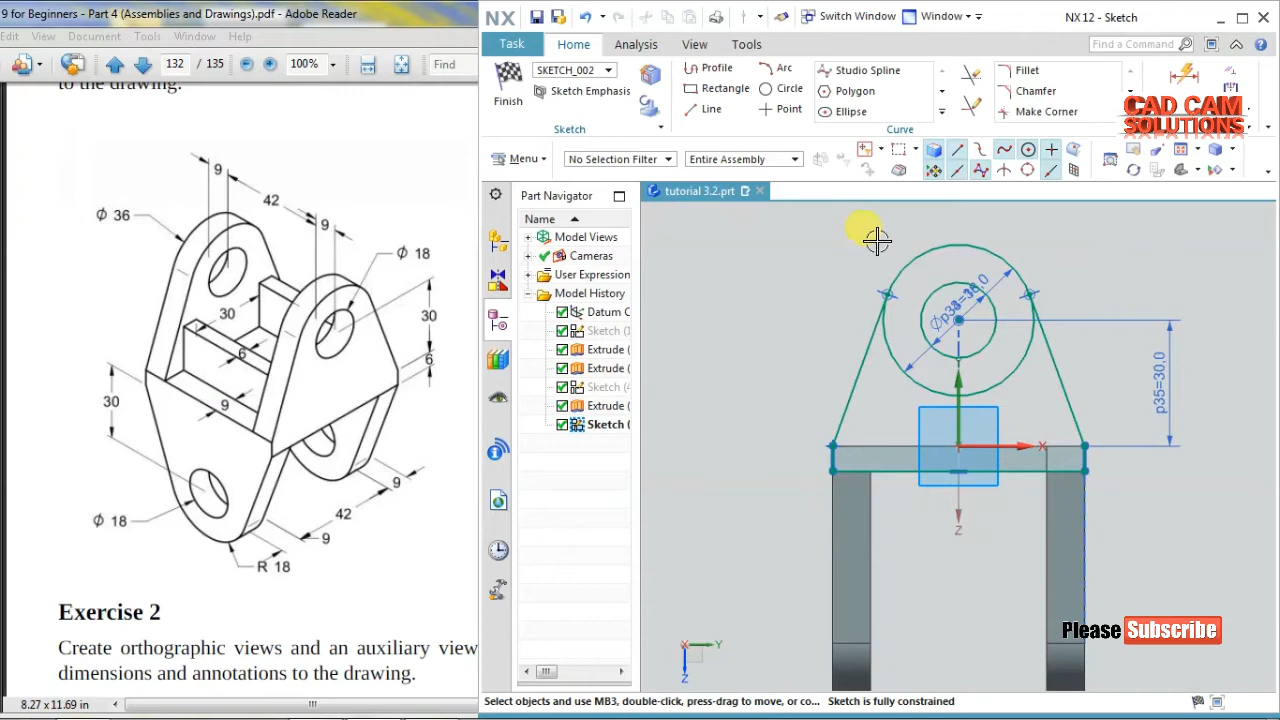 9 for Beginners - Part 4 (Assemblies and Drawings).pdf - Adobe Reader
Edit View Document Tools Window Help
132 / 135 100% Find
to the drawing.
9
42
9
Φ 36
Φ 18
30
30
6
6
9
30
9
42
9
Φ 18
R 18
Exercise 2
Create orthographic views and an auxiliary view
dimensions and annotations to the drawing.
8.27 x 11.69 in
NX
Switch Window Window
NX 12 - Sketch
Task Home Analysis View Tools
Find a Command
Finish
SKETCH_002
Sketch Emphasis
Sketch
Profile Arc
Rectangle Circle
Line Point
Studio Spline
Polygon
Ellipse
Curve
Fillet
Chamfer
Make Corner
CAD CAM
SOLUTIONS
Menu No Selection Filter Entire Assembly
Part Navigator
tutorial 3.2.prt
Name
Model Views
Cameras
User Expression
Model History
Datum C
Sketch (
Extrude (
Extrude (
Sketch (4
Extrude (
Sketch (
p35=30,0
Y
X
Z
X
Y
Z
Please Subscribe
Select objects and use MB3, double-click, press-drag to move, or co... Sketch is fully constrained